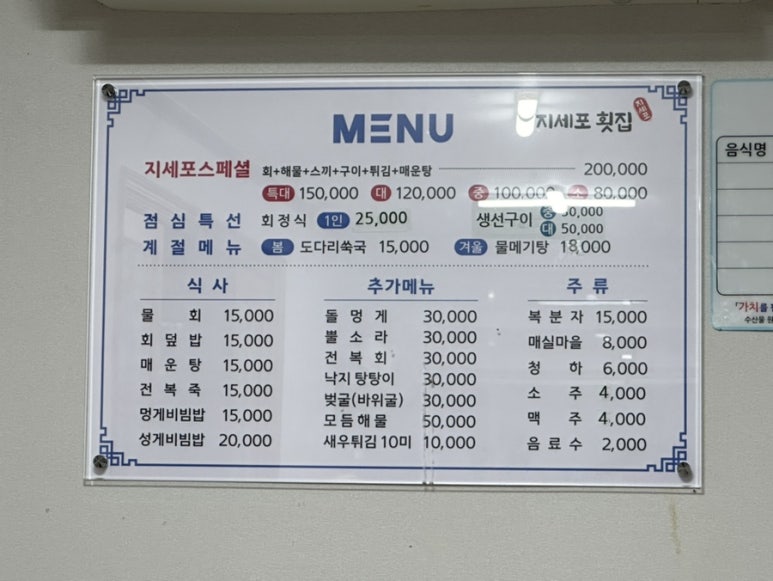 MENU
지세포 횟집
지세포
지세포스페셜 회+해물+스끼+구이+튀김+매운탕 200,000
특대 150,000 대 120,000 중 100,000 소 80,000
점심특선 회정식 1인 25,000 생선구이 중 30,000
대 50,000
계절메뉴 봄 도다리쑥국 15,000 겨울 물메기탕 18,000
식사
물회 15,000
회덮밥 15,000
매운탕 15,000
전복죽 15,000
멍게비빔밥 15,000
성게비빔밥 20,000
추가메뉴
돌멍게 30,000
뿔소라 30,000
전복회 30,000
낙지탕탕이 30,000
벚굴(바위굴) 30,000
모듬해물 50,000
새우튀김 10미 10,000
주류
복분자 15,000
매실마을 8,000
청하 6,000
소주 4,000
맥주 4,000
음료수 2,000
음식명
「가치를
수산물 원